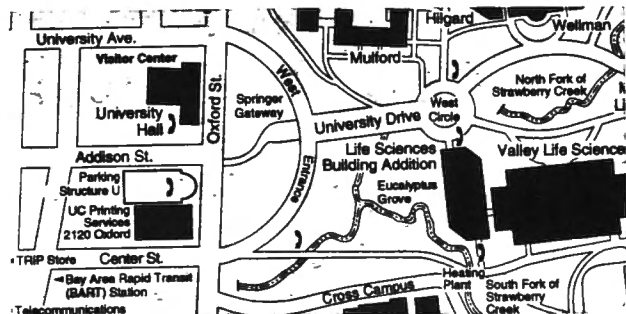 Hilgard
Wellman
University Ave.
Visitor Center
Mulford
West
University
Hall
Oxford St.
Springer
Gateway
West
Circle
North Fork of
Strawberry Creek
University Drive
Addison St.
Life Sciences
Building Addition
Valley Life Science
Parking
Structure U
Entrance
Eucalyptus
Grove
UC Printing
Services
2120 Oxford
TRIP Store
Center St.
Bay Area Rapid Transit
(BART) Station
Telecommunications
Cross Campus
Heating
Plant
South Fork of
Strawberry
Creek